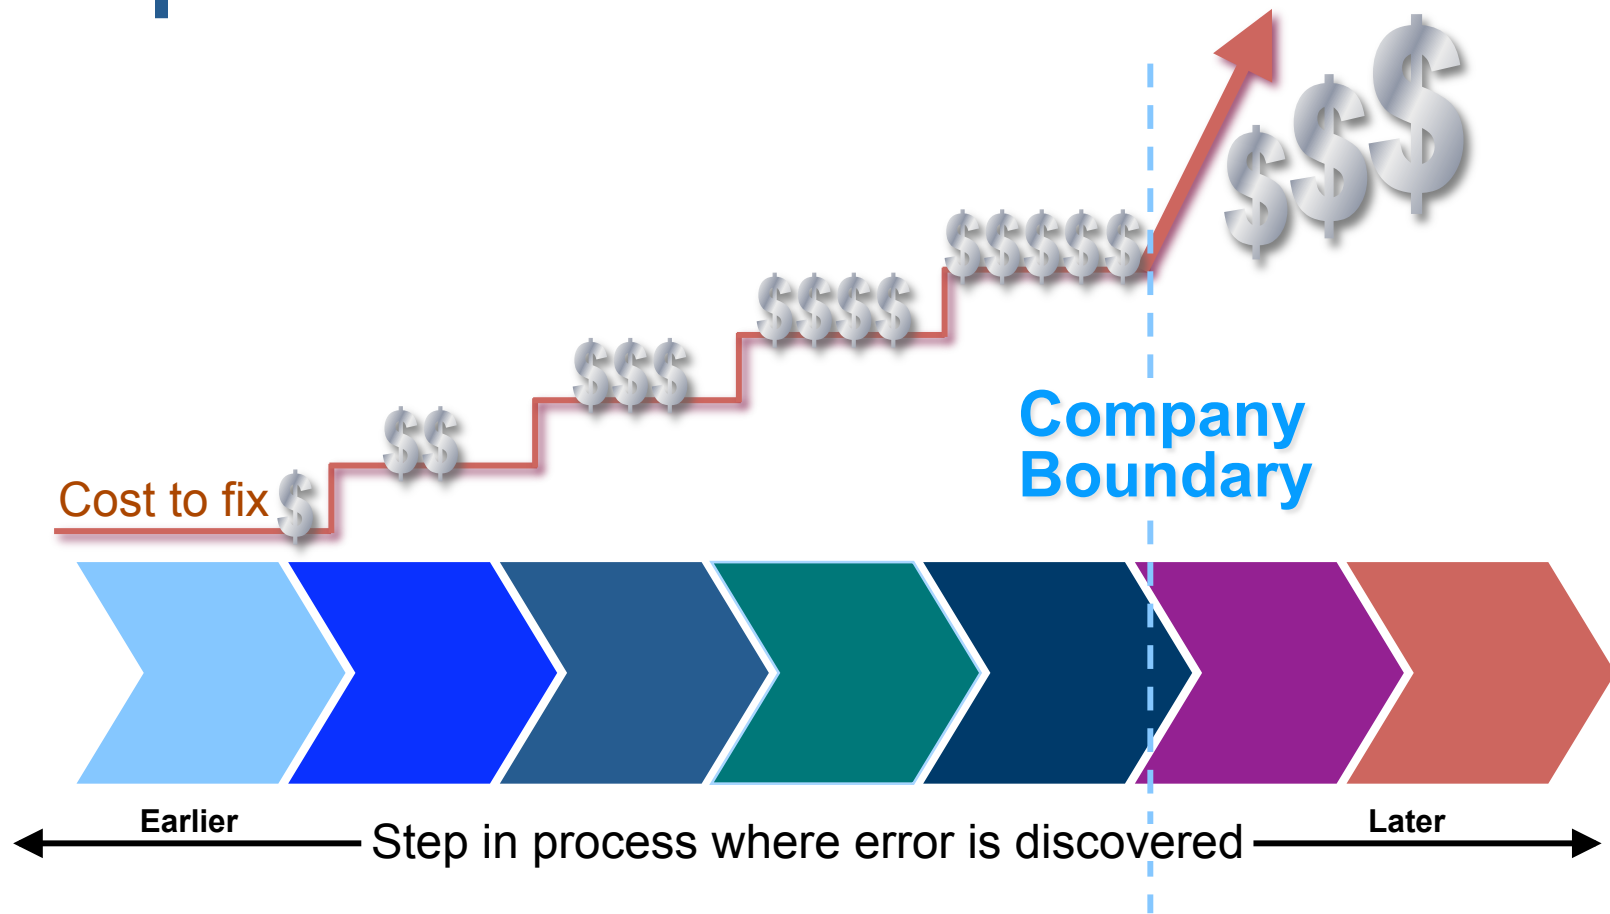 $ $ $
$ $ $ $ $
$ $ $ $
$ $ $
$ $
Cost to fix $
Company
Boundary
Earlier
Later
Step in process where error is discovered